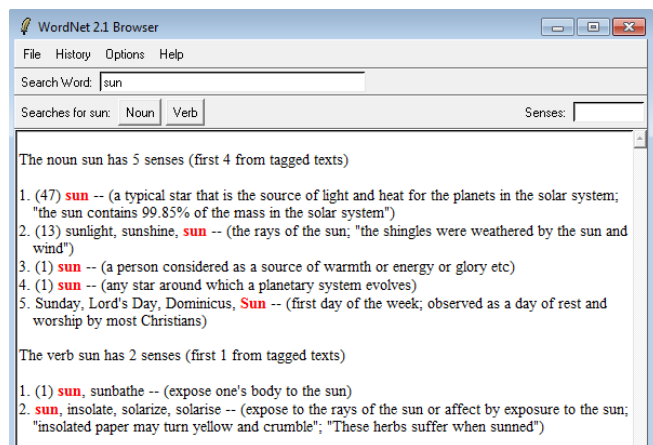 WordNet 2.1 Browser
File History Options Help
Search Word: sun
Searches for sun: Noun Verb Senses:
The noun sun has 5 senses (first 4 from tagged texts)
1. (47) sun -- (a typical star that is the source of light and heat for the planets in the solar system;
"the sun contains 99.85% of the mass in the solar system")
2. (13) sunlight, sunshine, sun -- (the rays of the sun; "the shingles were weathered by the sun and
wind")
3. (1) sun -- (a person considered as a source of warmth or energy or glory etc)
4. (1) sun -- (any star around which a planetary system evolves)
5. Sunday, Lord's Day, Dominicus, Sun -- (first day of the week; observed as a day of rest and
worship by most Christians)
The verb sun has 2 senses (first 1 from tagged texts)
1. (1) sun, sunbathe -- (expose one's body to the sun)
2. sun, insolate, solarize, solarise -- (expose to the rays of the sun or affect by exposure to the sun;
"insolated paper may turn yellow and crumble"; "These herbs suffer when sunned")